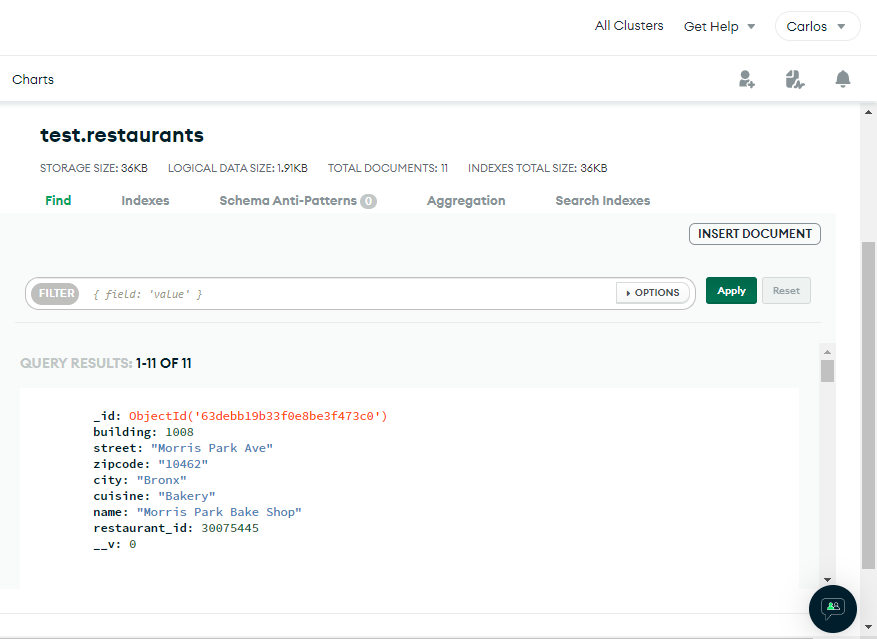 All Clusters Get Help Carlos
Charts
test.restaurants
STORAGE SIZE: 36KB LOGICAL DATA SIZE: 1.91KB TOTAL DOCUMENTS: 11 INDEXES TOTAL SIZE: 36KB
Find Indexes Schema Anti-Patterns 0 Aggregation Search Indexes
INSERT DOCUMENT
FILTER { field: 'value' } OPTIONS Apply Reset
QUERY RESULTS: 1-11 OF 11
_id: ObjectId('63debb19b33f0e8be3f473c0')
building: 1008
street: "Morris Park Ave"
zipcode: "10462"
city: "Bronx"
cuisine: "Bakery"
name: "Morris Park Bake Shop"
restaurant_id: 30075445
__v: 0